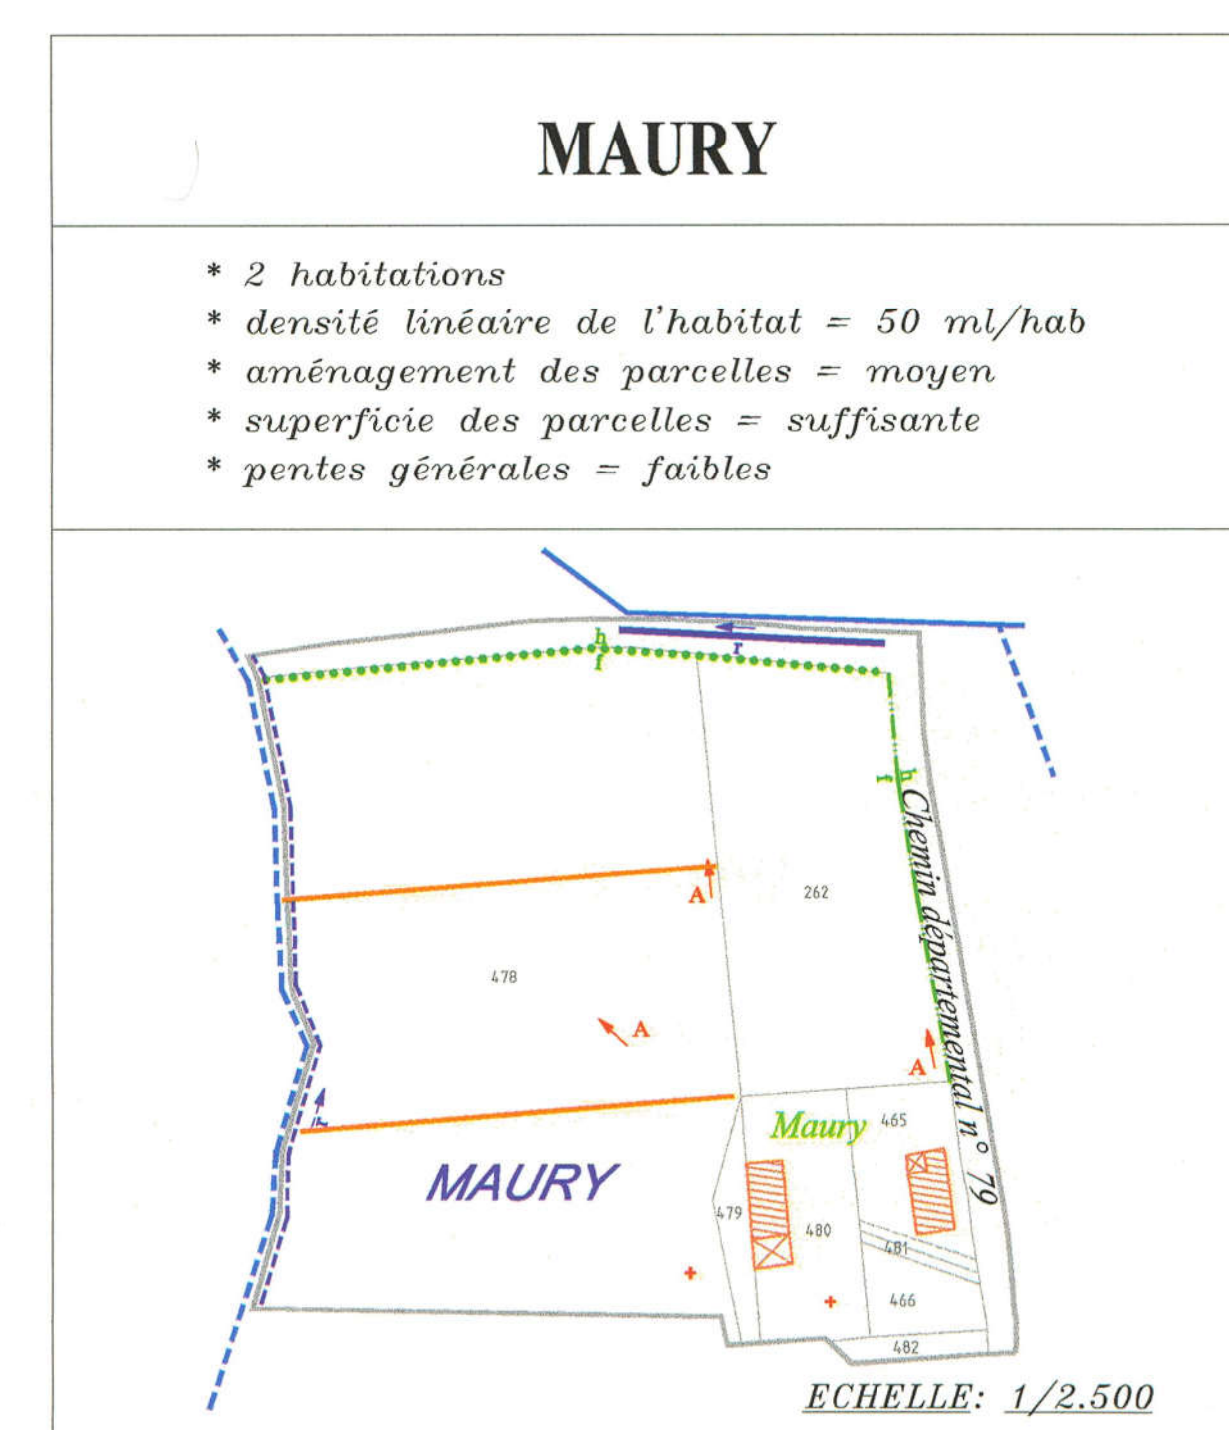 MAURY
* 2 habitations
* densité linéaire de l'habitat = 50 ml/hab
* aménagement des parcelles = moyen
* superficie des parcelles = suffisante
* pentes générales = faibles
h
f
r
f h
Chemin départemental n° 79
A
262
478
A
A
r
Maury
465
MAURY
479
480
481
466
482
ECHELLE: 1/2.500